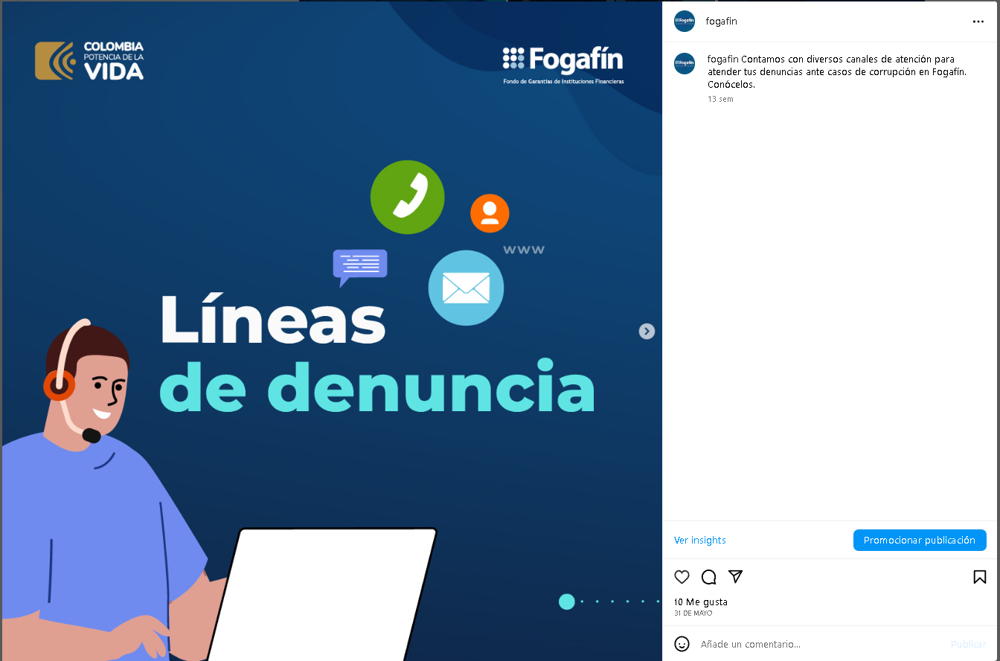 COLOMBIA
POTENCIA DE LA
VIDA
Fogafín
Fondo de Garantías de Instituciones Financieras
www
Líneas
de denuncia
Fogafín
fogafin
Fogafín
fogafin Contamos con diversos canales de atención para
atender tus denuncias ante casos de corrupción en Fogafín.
Conócelos.
13 sem
Ver insights
Promocionar publicación
10 Me gusta
31 DE MAYO
Añade un comentario...
Publicar